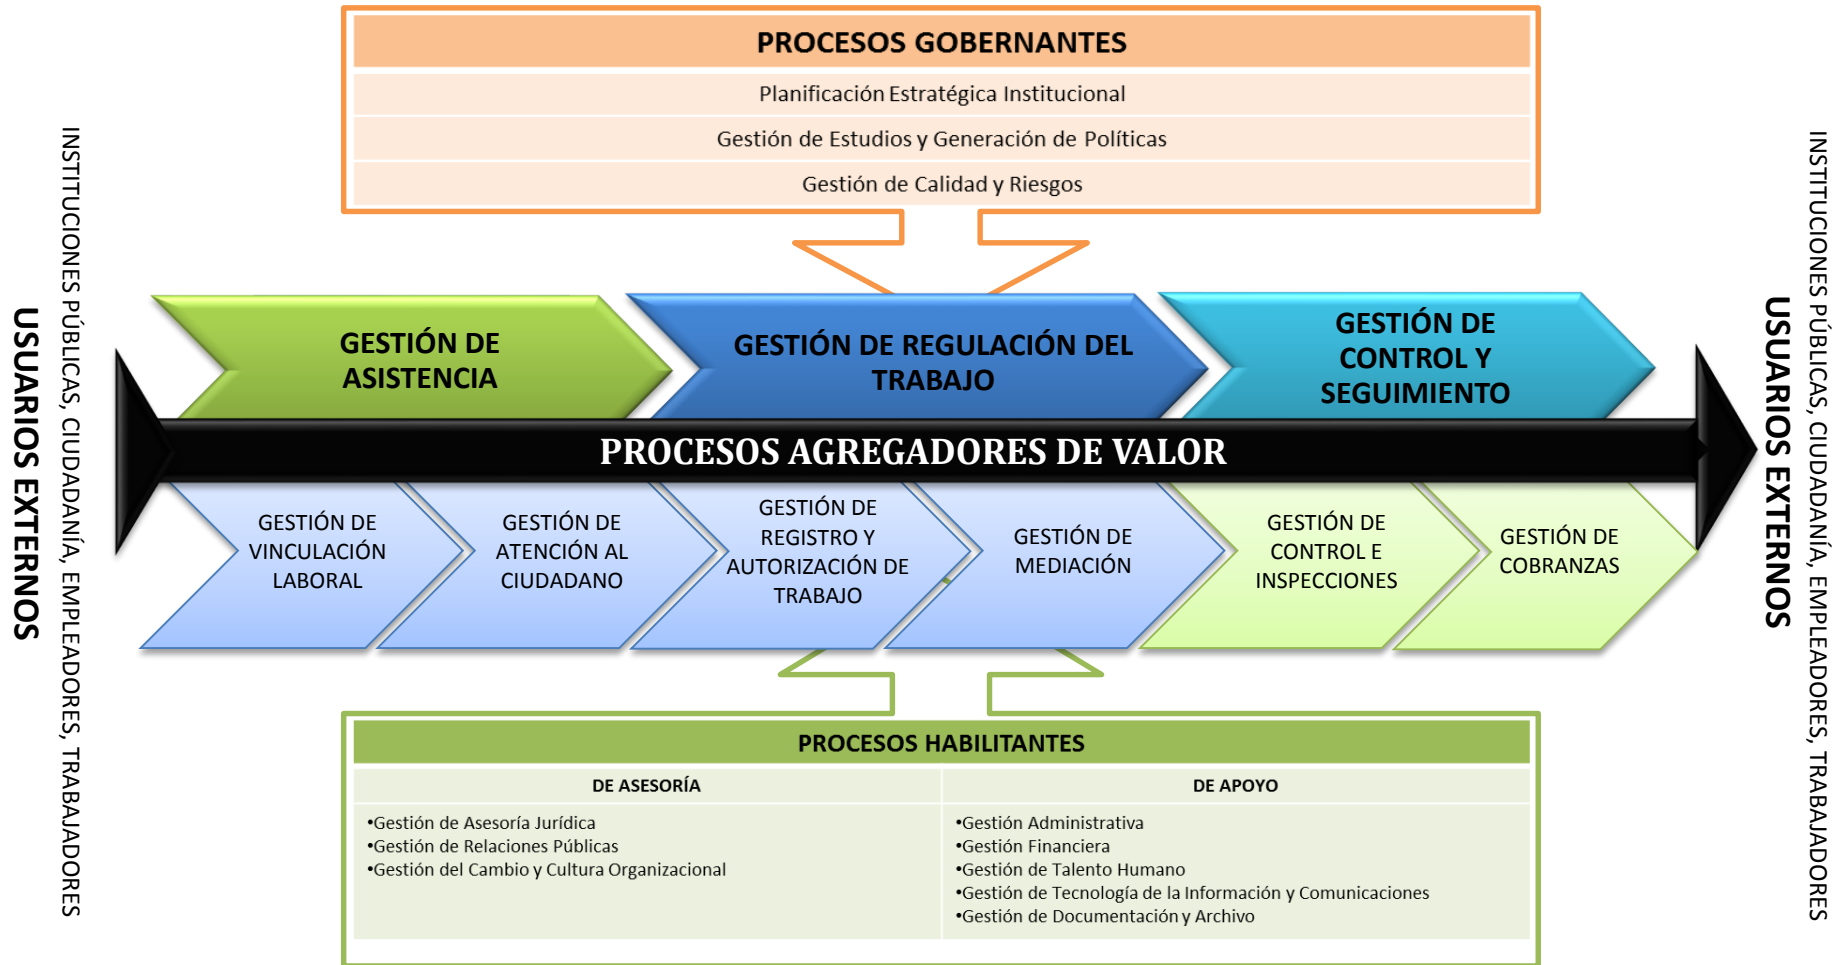 PROCESOS GOBERNANTES
Planificación Estratégica Institucional
Gestión de Estudios y Generación de Políticas
Gestión de Calidad y Riesgos
USUARIOS EXTERNOS
INSTITUCIONES PÚBLICAS, CIUDADANÍA, EMPLEADORES, TRABAJADORES
GESTIÓN DE
ASISTENCIA
GESTIÓN DE REGULACIÓN DEL
TRABAJO
GESTIÓN DE
CONTROL Y
SEGUIMIENTO
PROCESOS AGREGADORES DE VALOR
GESTIÓN DE
VINCULACIÓN
LABORAL
GESTIÓN DE
ATENCIÓN AL
CIUDADANO
GESTIÓN DE
REGISTRO Y
AUTORIZACIÓN DE
TRABAJO
GESTIÓN DE
MEDIACIÓN
GESTIÓN DE
CONTROL E
INSPECCIONES
GESTIÓN DE
COBRANZAS
USUARIOS EXTERNOS
INSTITUCIONES PÚBLICAS, CIUDADANÍA, EMPLEADORES, TRABAJADORES
PROCESOS HABILITANTES
DE ASESORÍA
•Gestión de Asesoría Jurídica
•Gestión de Relaciones Públicas
•Gestión del Cambio y Cultura Organizacional
DE APOYO
•Gestión Administrativa
•Gestión Financiera
•Gestión de Talento Humano
•Gestión de Tecnología de la Información y Comunicaciones
•Gestión de Documentación y Archivo